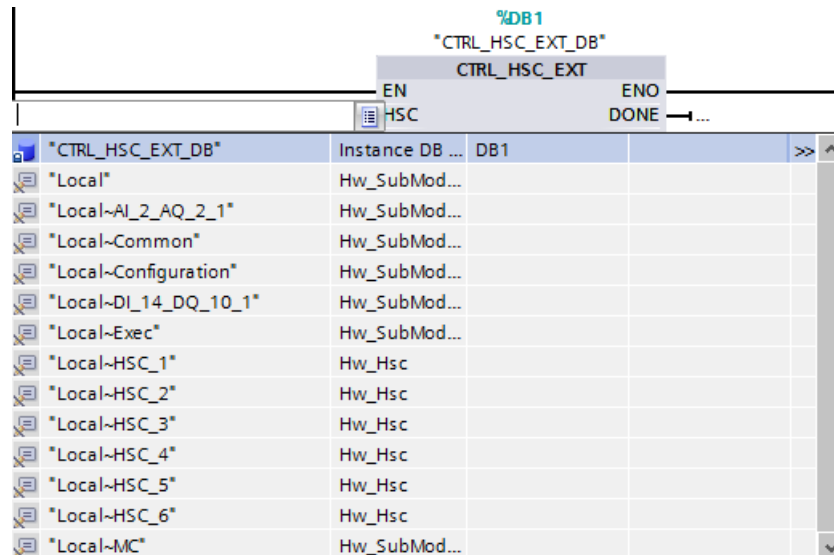 %DB1
"CTRL_HSC_EXT_DB"
CTRL_HSC_EXT
EN ENO
HSC DONE ...
"CTRL_HSC_EXT_DB" Instance DB ... DB1 >>
"Local" Hw_SubMod...
"Local~AI_2_AQ_2_1" Hw_SubMod...
"Local~Common" Hw_SubMod...
"Local~Configuration" Hw_SubMod...
"Local~DI_14_DQ_10_1" Hw_SubMod...
"Local~Exec" Hw_SubMod...
"Local~HSC_1" Hw_Hsc
"Local~HSC_2" Hw_Hsc
"Local~HSC_3" Hw_Hsc
"Local~HSC_4" Hw_Hsc
"Local~HSC_5" Hw_Hsc
"Local~HSC_6" Hw_Hsc
"Local~MC" Hw_SubMod...